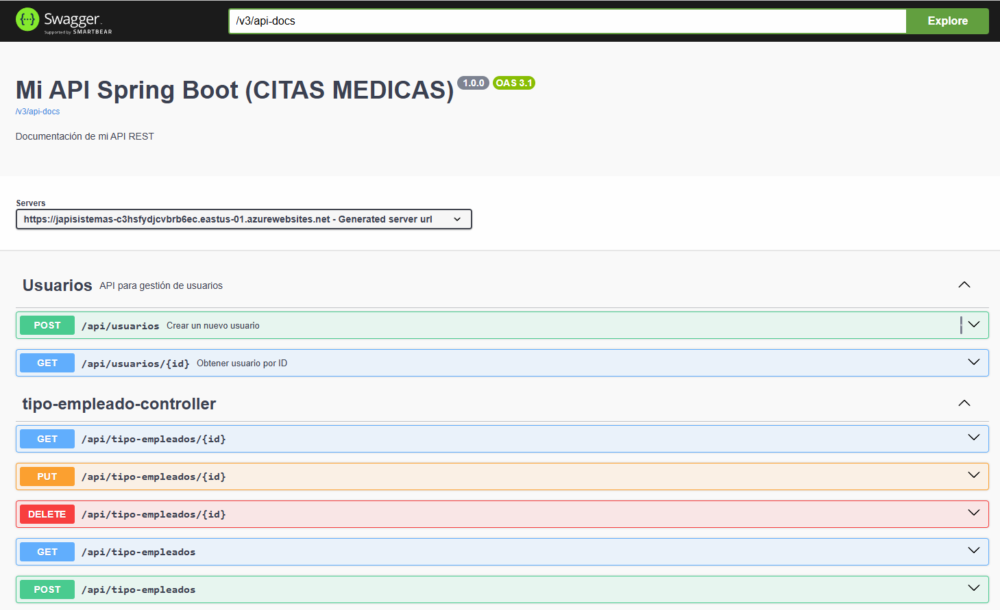 Swagger.
Supported by SMARTBEAR
/v3/api-docs
Explore
Mi API Spring Boot (CITAS MEDICAS) 1.0.0 OAS 3.1
/v3/api-docs
Documentación de mi API REST
Servers
https://japisistemas-c3hsfydjcvbrb6ec.eastus-01.azurewebsites.net - Generated server url
Usuarios API para gestión de usuarios
POST /api/usuarios Crear un nuevo usuario
GET /api/usuarios/{id} Obtener usuario por ID
tipo-empleado-controller
GET /api/tipo-empleados/{id}
PUT /api/tipo-empleados/{id}
DELETE /api/tipo-empleados/{id}
GET /api/tipo-empleados
POST /api/tipo-empleados